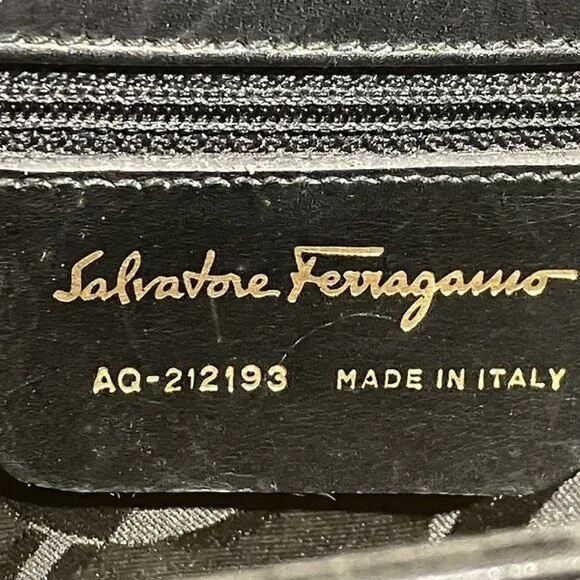 Salvatore Ferragamo
AQ-212193 MADE IN ITALY